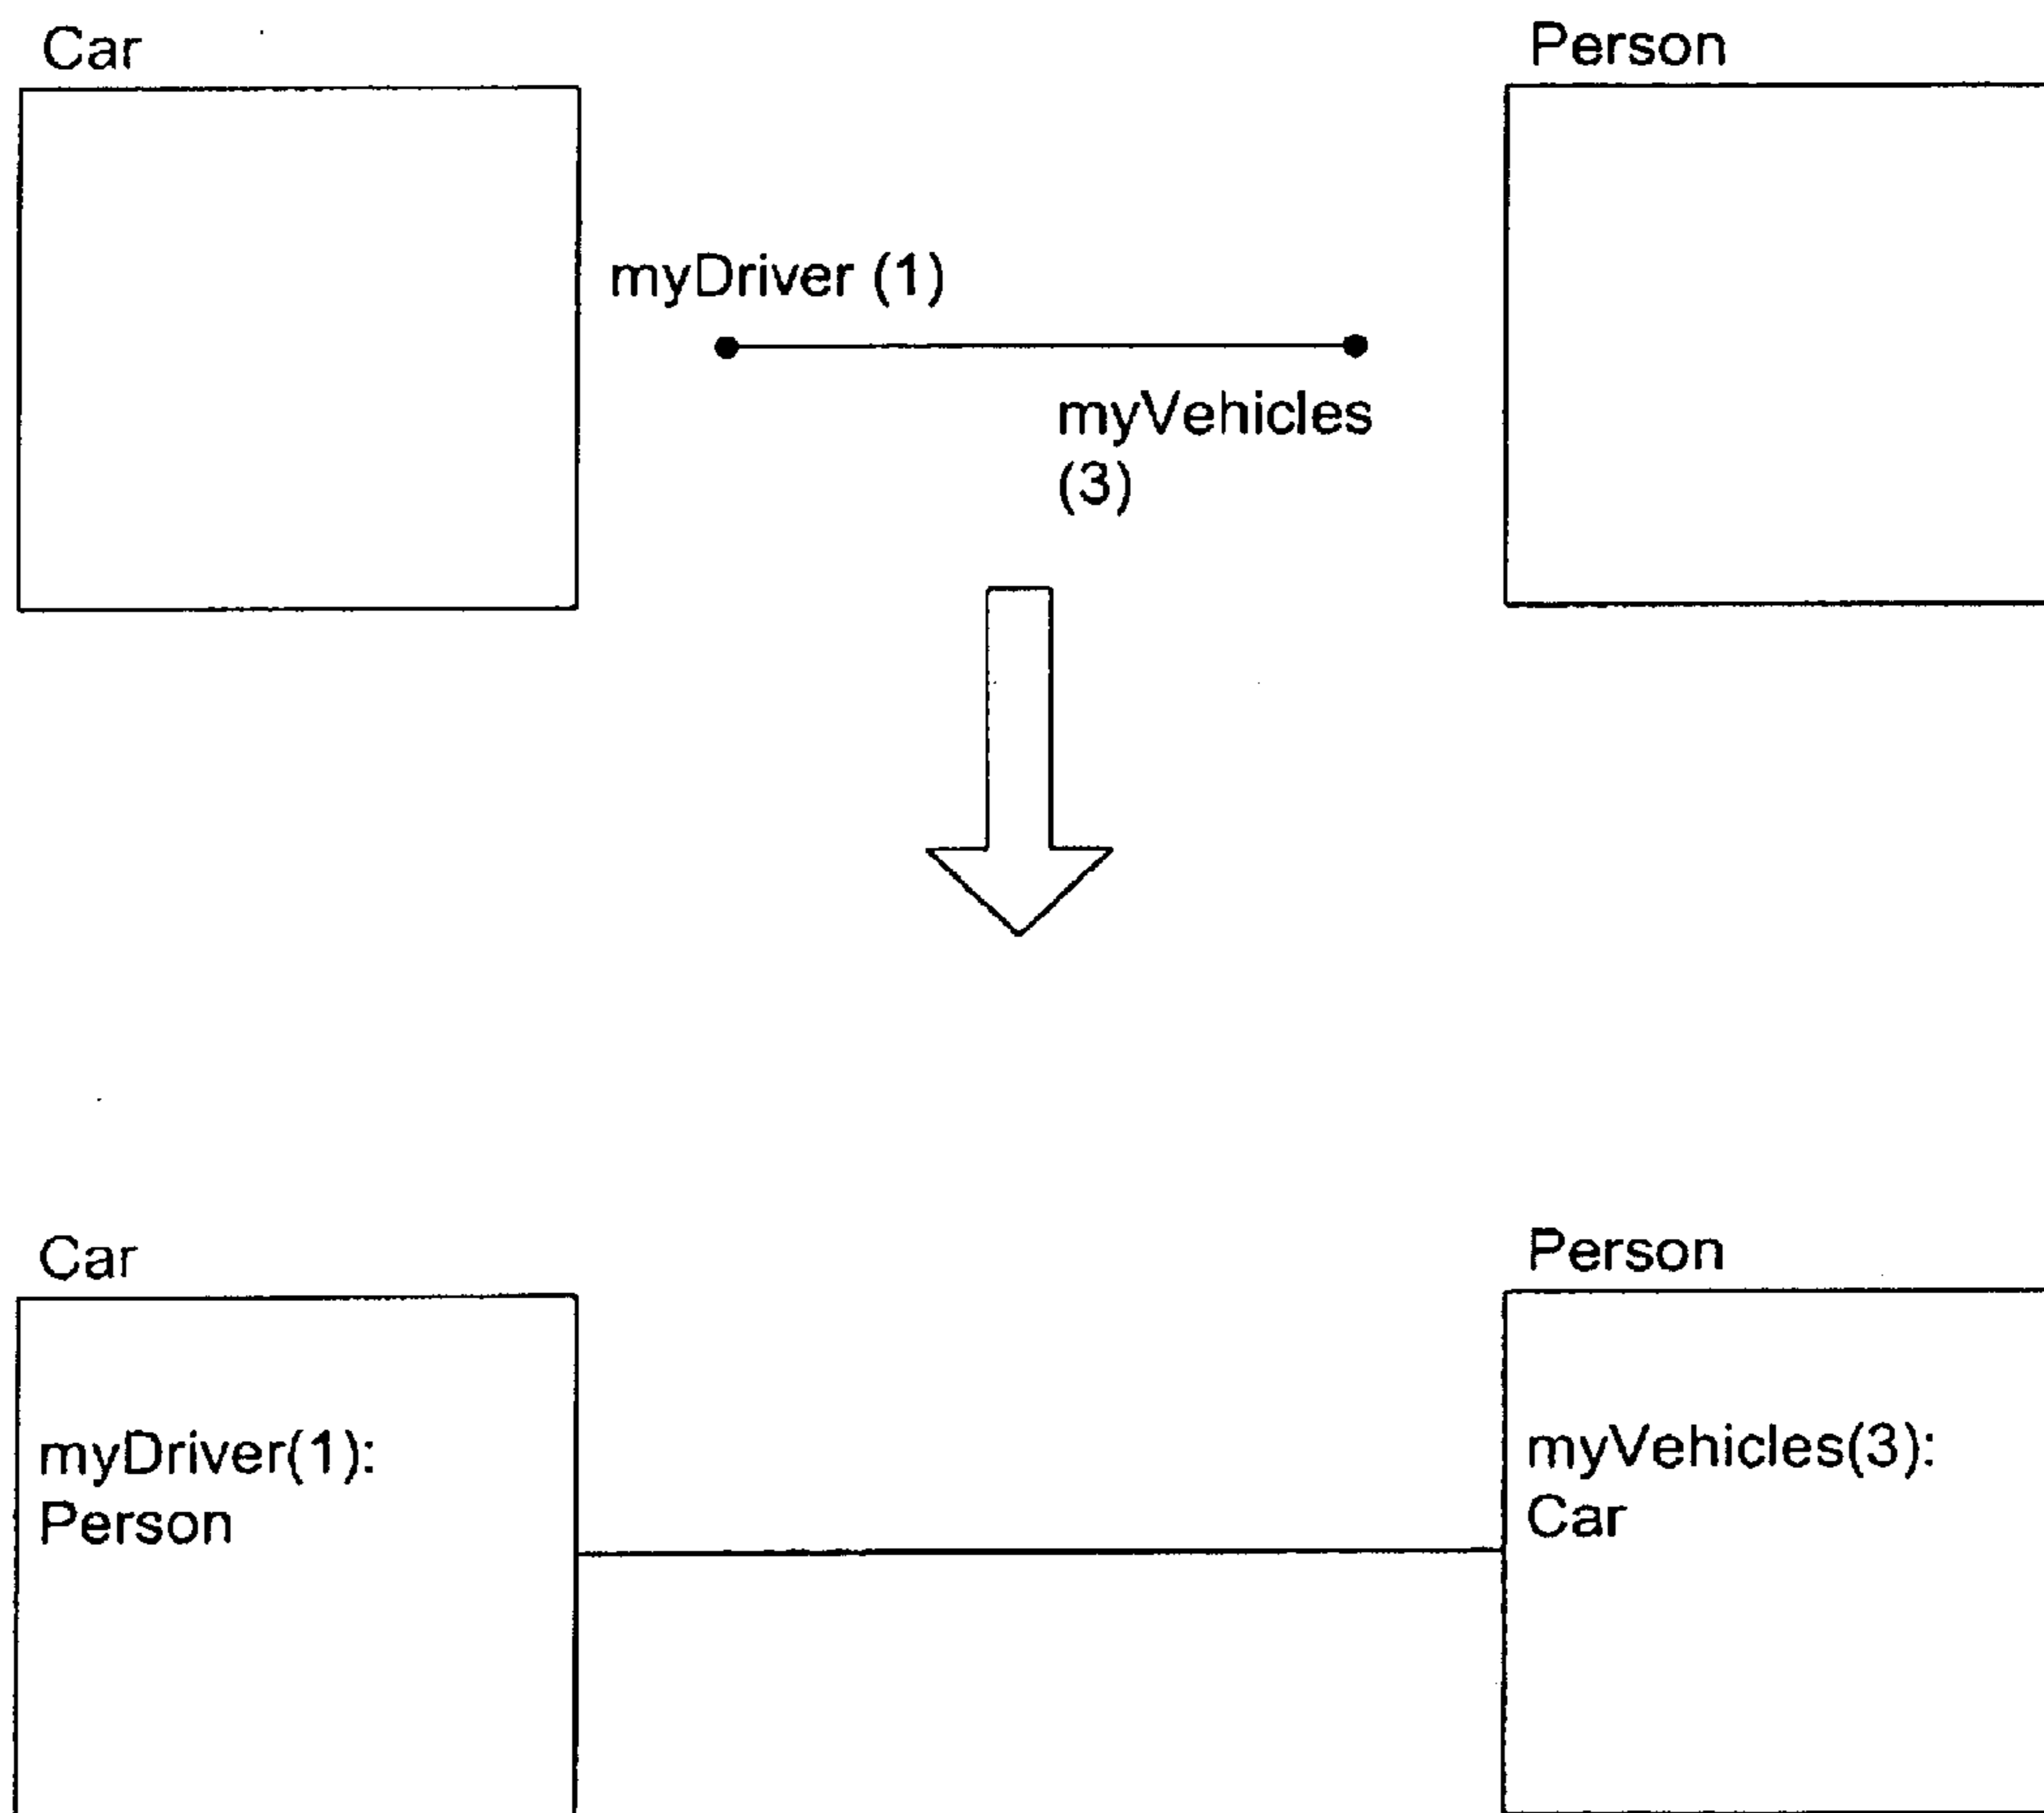 Car
Person
myDriver (1)
myVehicles
(3)
Car
Person
myDriver(1):
Person
myVehicles(3):
Car